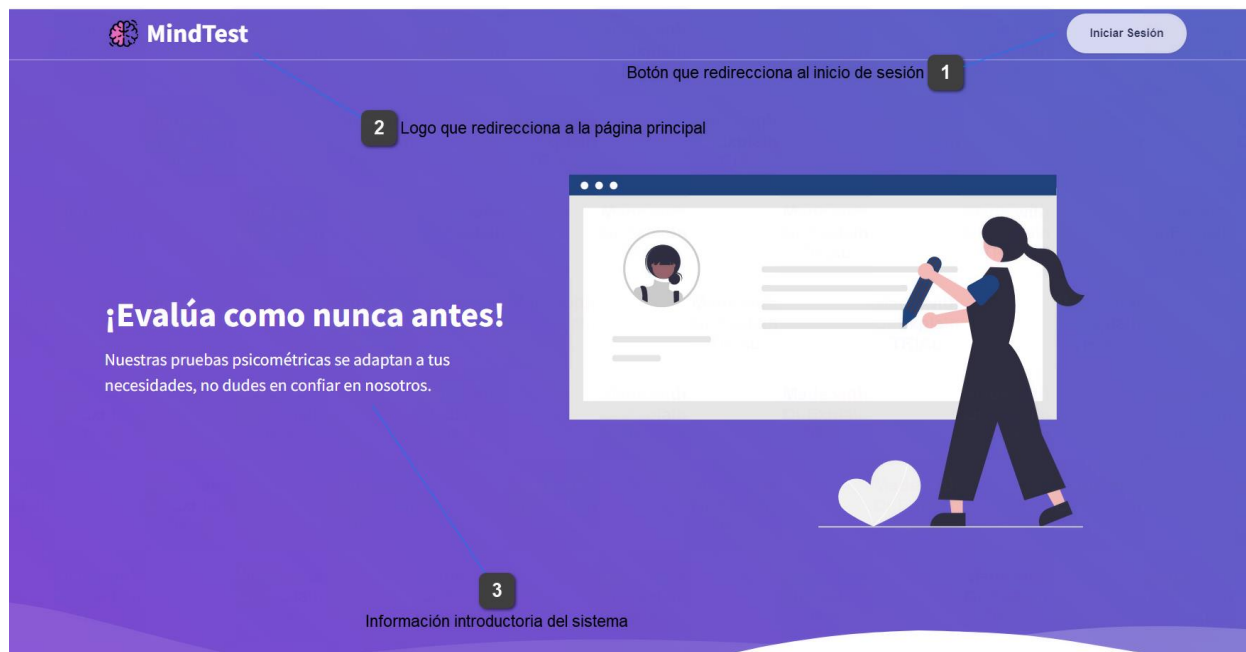 MindTest
Iniciar Sesión
Botón que redirecciona al inicio de sesión 1
2 Logo que redirecciona a la página principal
¡Evalúa como nunca antes!
Nuestras pruebas psicométricas se adaptan a tus
necesidades, no dudes en confiar en nosotros.
3
Información introductoria del sistema